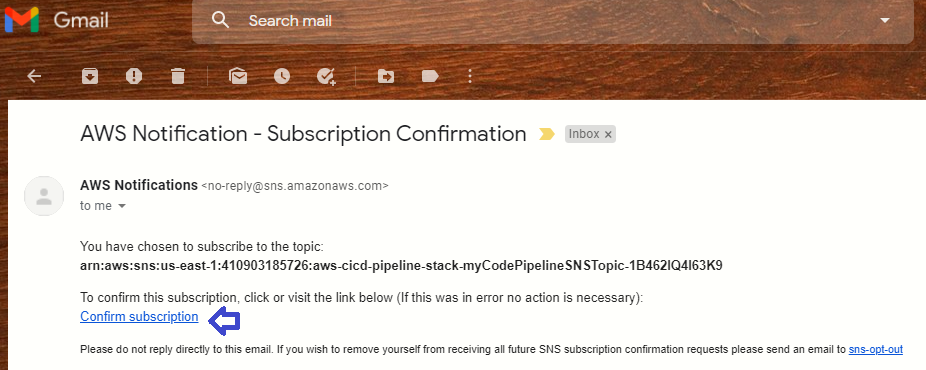 Gmail
Search mail
AWS Notification - Subscription Confirmation
Inbox x
AWS Notifications <no-reply@sns.amazonaws.com>
to me
You have chosen to subscribe to the topic:
arn:aws:sns:us-east-1:410903185726:aws-cicd-pipeline-stack-myCodePipelineSNSTopic-1B462IQ4I63K9
To confirm this subscription, click or visit the link below (If this was in error no action is necessary):
Confirm subscription
Please do not reply directly to this email. If you wish to remove yourself from receiving all future SNS subscription confirmation requests please send an email to sns-opt-out